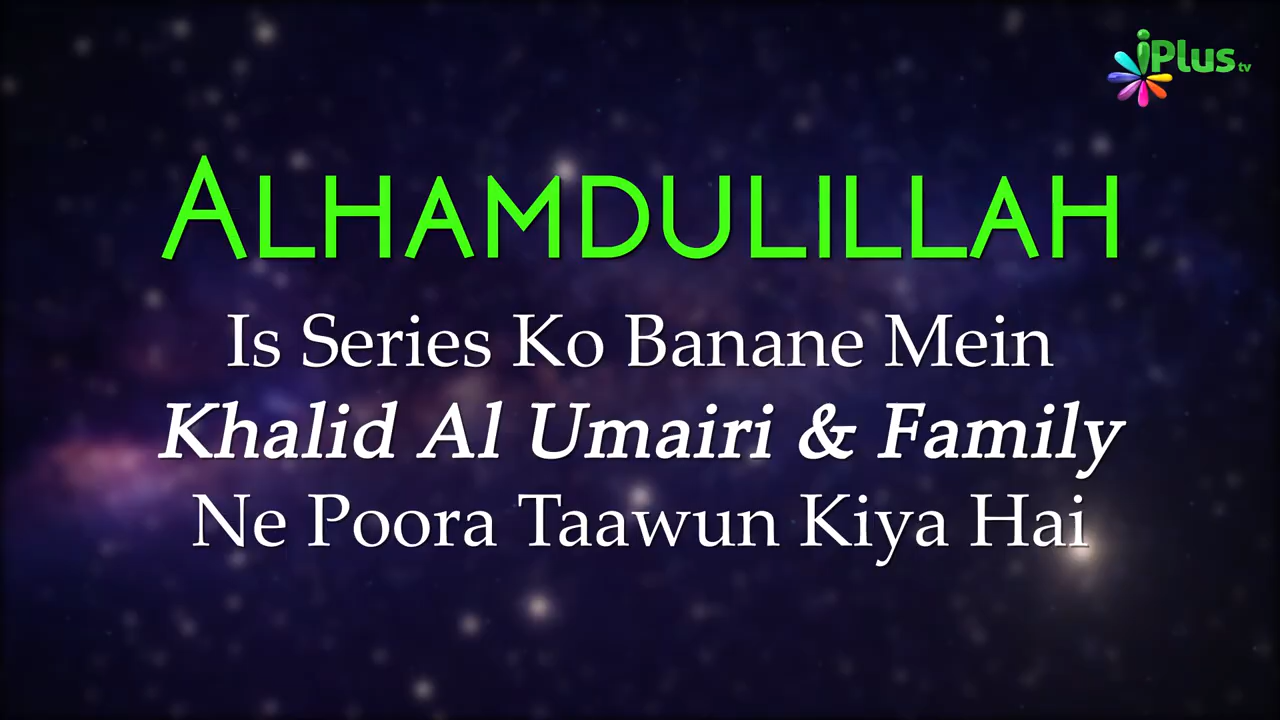 iPlus tv
ALHAMDULILLAH
Is Series Ko Banane Mein
Khalid Al Umairi & Family
Ne Poora Taawun Kiya Hai